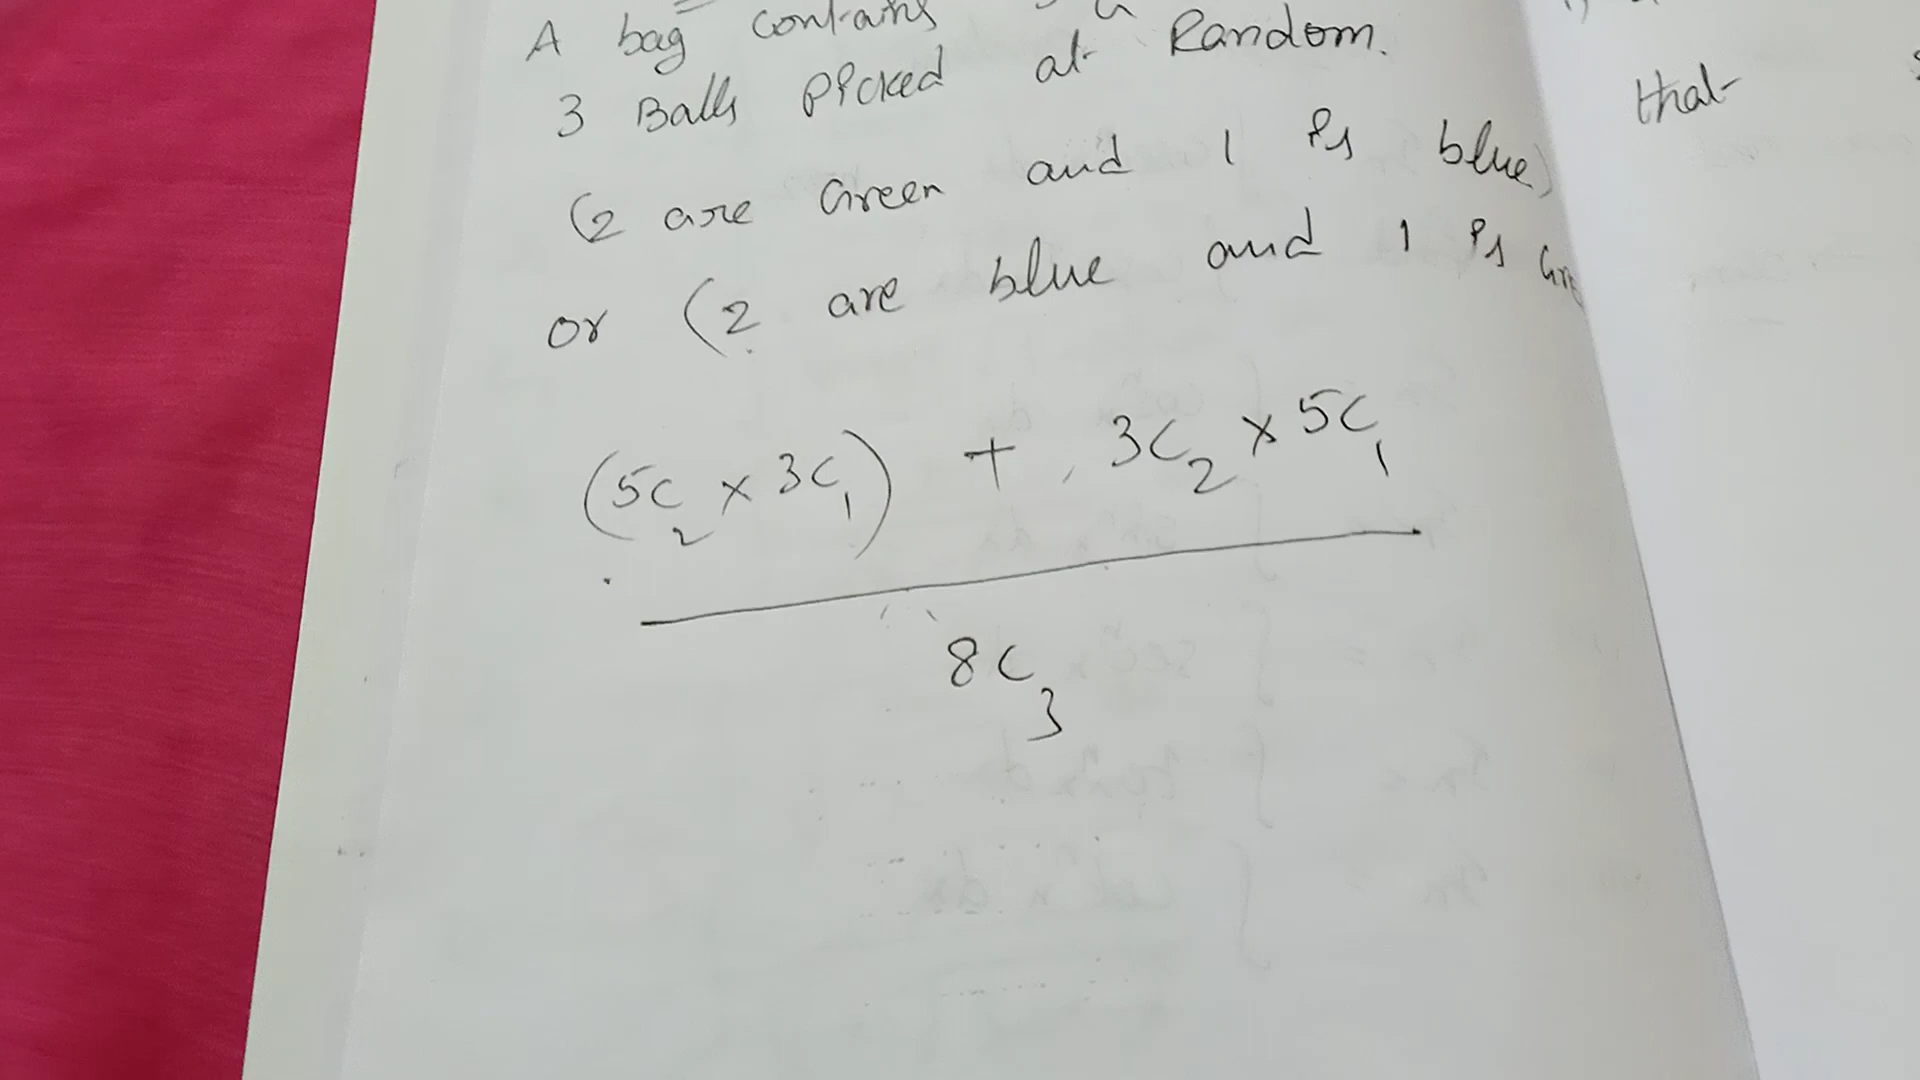 A bag contains
3 Balls Picked at Random.
that
(2 are Green and 1 is blue)
or (2 are blue and 1 is
(5C2 x 3C1) + 3C2 x 5C1
8C3